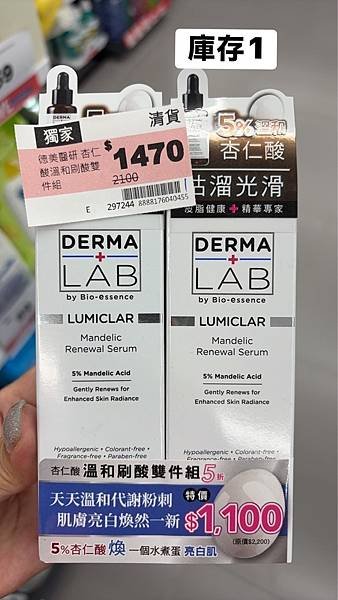 庫存1
DERMA
獨家
清貨
德美醫研.杏仁
酸溫和刷酸雙
件組
$1470
2100
E
297244 8888176040455
5%溫和
杏仁酸
咕溜光滑
皮脂健康+精華專家
DERMA
LAB
by Bio-essence
LUMICLAR
Mandelic
Renewal Serum
5% Mandelic Acid
Gently Renews for
Enhanced Skin Radiance
Hypoallergenic • Colorant-free •
Fragrance-free • Paraben-free
DERMA
LAB
by Bio-essence
LUMICLAR
Mandelic
Renewal Serum
5% Mandelic Acid
Gently Renews for
Enhanced Skin Radiance
Hypoallergenic • Colorant-free •
Fragrance-free • Paraben-free
杏仁酸 溫和刷酸雙件組 5折
天天溫和代謝粉刺
肌膚亮白煥然一新
特價
$1,100
(原價$2,200)
5%杏仁酸 煥 一個水煮蛋 亮白肌